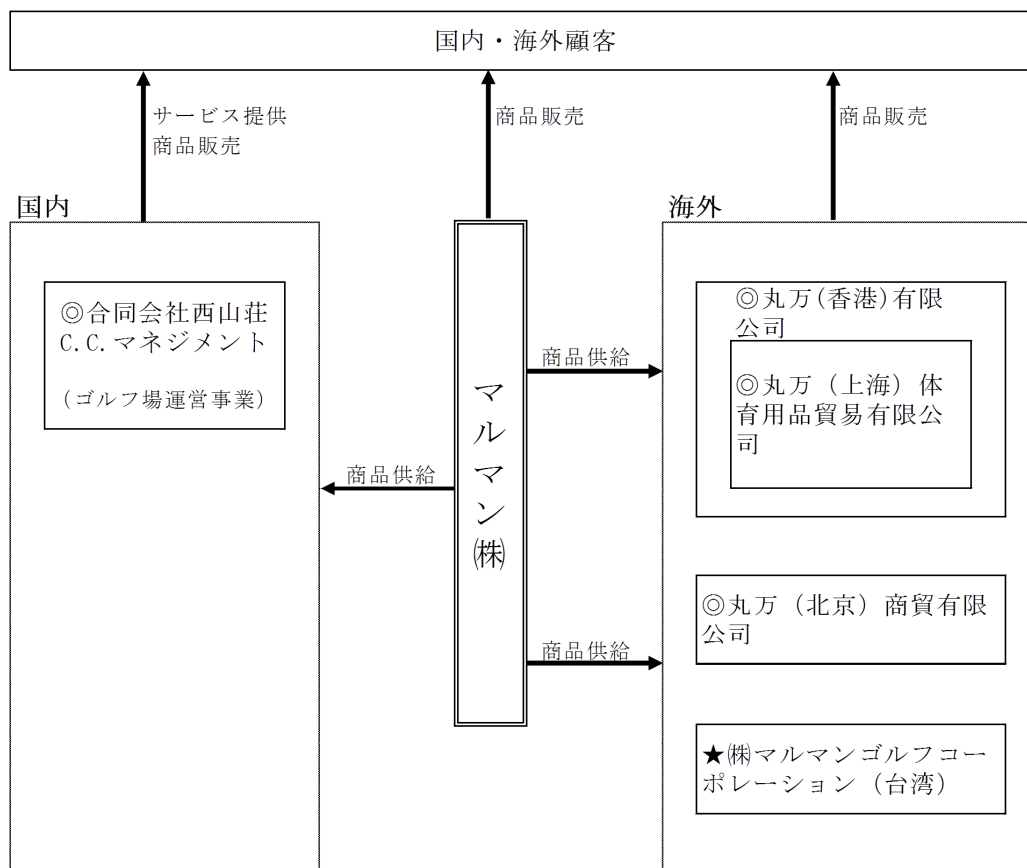 国内・海外顧客
サービス提供
商品販売
商品販売
商品販売
国内
海外
◎合同会社西山荘
C.C.マネジメント
(ゴルフ場運営事業)
マルマン㈱
商品供給
商品供給
商品供給
◎丸万(香港)有限
公司
◎丸万（上海）体
育用品貿易有限公
司
◎丸万（北京）商貿有限
公司
★㈱マルマンゴルフコー
ポレーション（台湾）